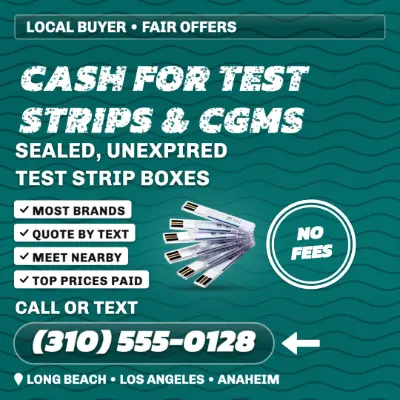 LOCAL BUYER • FAIR OFFERS
CASH FOR TEST
STRIPS & CGMS
SEALED, UNEXPIRED
TEST STRIP BOXES
MOST BRANDS
QUOTE BY TEXT
MEET NEARBY
TOP PRICES PAID
NO
FEES
CALL OR TEXT
(310) 555-0128
LONG BEACH • LOS ANGELES • ANAHEIM